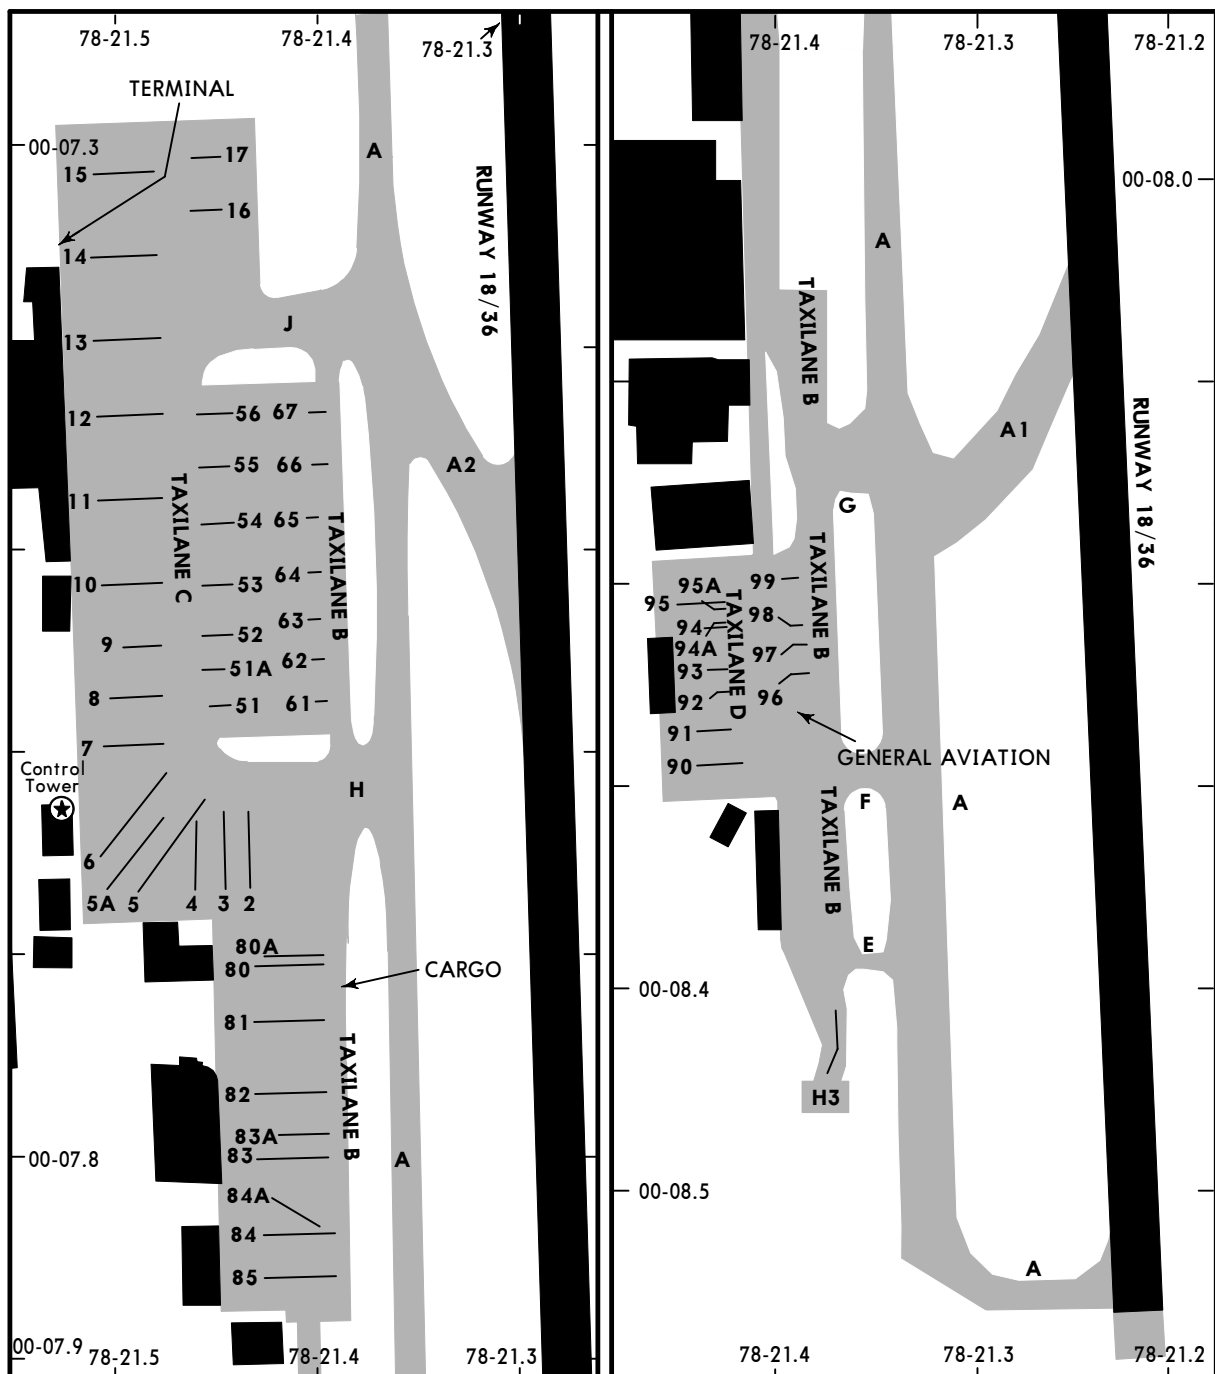 78-21.5
78-21.4
78-21.3
TERMINAL
00-07.3
17
A
15
16
14
RUNWAY 18/36
J
13
12
56 67
55 66
A2
11
TAXILANE C
54 65
TAXILANE B
10
53
64
63
9
52
51A
62
8
51
61
7
Control
Tower
H
6
5A
5
4
3
2
80A
80
CARGO
81
TAXILANE B
82
83A
83
A
00-07.8
84A
84
85
00-07.9
78-21.5
78-21.4
78-21.3
78-21.4
78-21.3
78-21.2
00-08.0
A
TAXILANE B
A1
RUNWAY 18/36
G
TAXILANE B
95A
99
95
TAXILANE D
98
94
94A
97
93
92
96
91
GENERAL AVIATION
90
TAXILANE B
F
A
E
00-08.4
H3
00-08.5
A
78-21.4
78-21.3
78-21.2